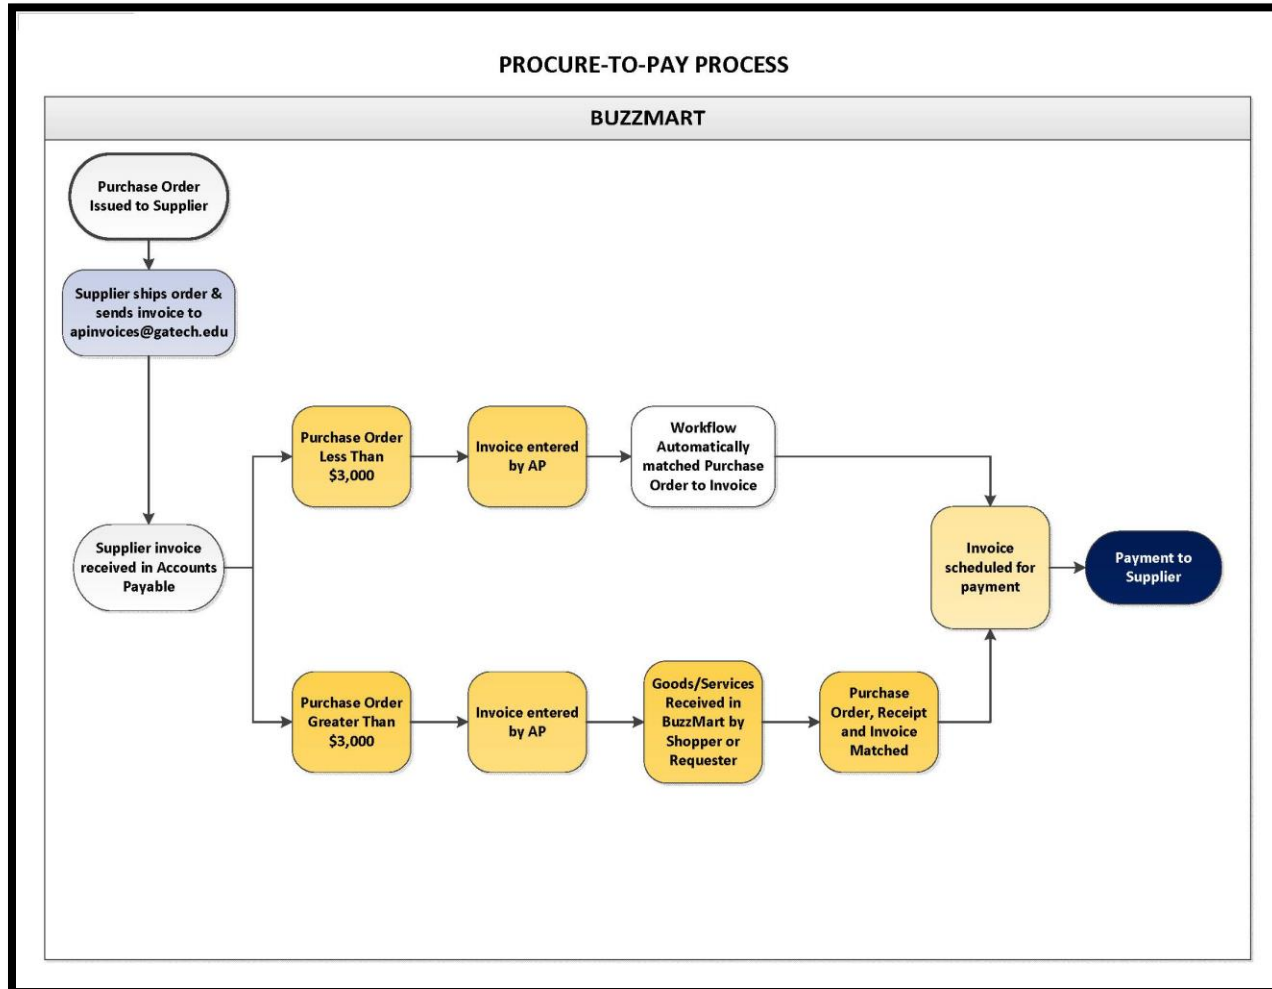 PROCURE-TO-PAY PROCESS
BUZZMART
Purchase Order
Issued to Supplier
Supplier ships order &
sends invoice to
apinvoices@gatech.edu
Supplier invoice
received in Accounts
Payable
Purchase Order
Less Than
$3,000
Invoice entered
by AP
Workflow
Automatically
matched Purchase
Order to Invoice
Purchase Order
Greater Than
$3,000
Invoice entered
by AP
Goods/Services
Received in
BuzzMart by
Shopper or
Requester
Purchase
Order, Receipt
and Invoice
Matched
Invoice
scheduled for
payment
Payment to
Supplier